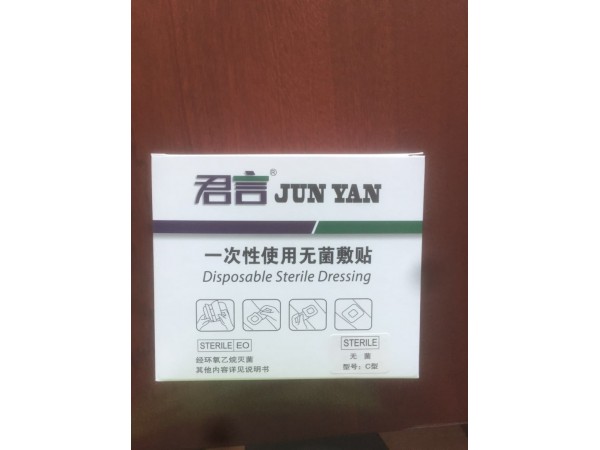 君言® JUN YAN
一次性使用无菌敷贴
Disposable Sterile Dressing
STERILE EO
经环氧乙烷灭菌
其他内容详见说明书
STERILE
无菌
型号：C型